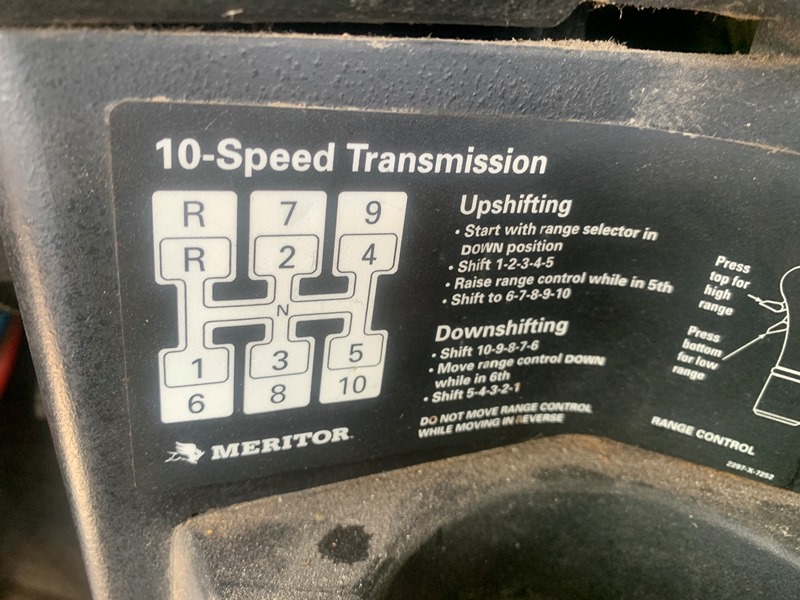 10-Speed Transmission
R 7 9
R 2 4
N
1 3 5
6 8 10
MERITOR
Upshifting
• Start with range selector in
DOWN position
• Shift 1-2-3-4-5
• Raise range control while in 5th
• Shift to 6-7-8-9-10
Downshifting
• Shift 10-9-8-7-6
• Move range control DOWN
while in 6th
• Shift 5-4-3-2-1
DO NOT MOVE RANGE CONTROL
WHILE MOVING IN REVERSE
Press
top for
high
range
Press
bottom
for low
range
RANGE CONTROL
2297-X-7252